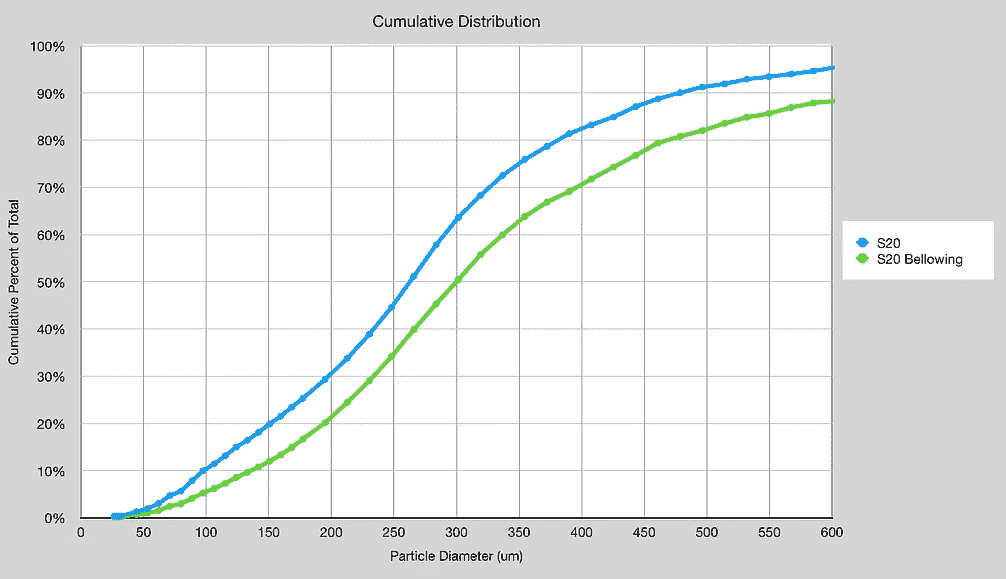 Cumulative Distribution
Cumulative Percent of Total
100%
90%
80%
70%
60%
50%
40%
30%
20%
10%
0%
0 50 100 150 200 250 300 350 400 450 500 550 600
Particle Diameter (um)
S20
S20 Bellowing